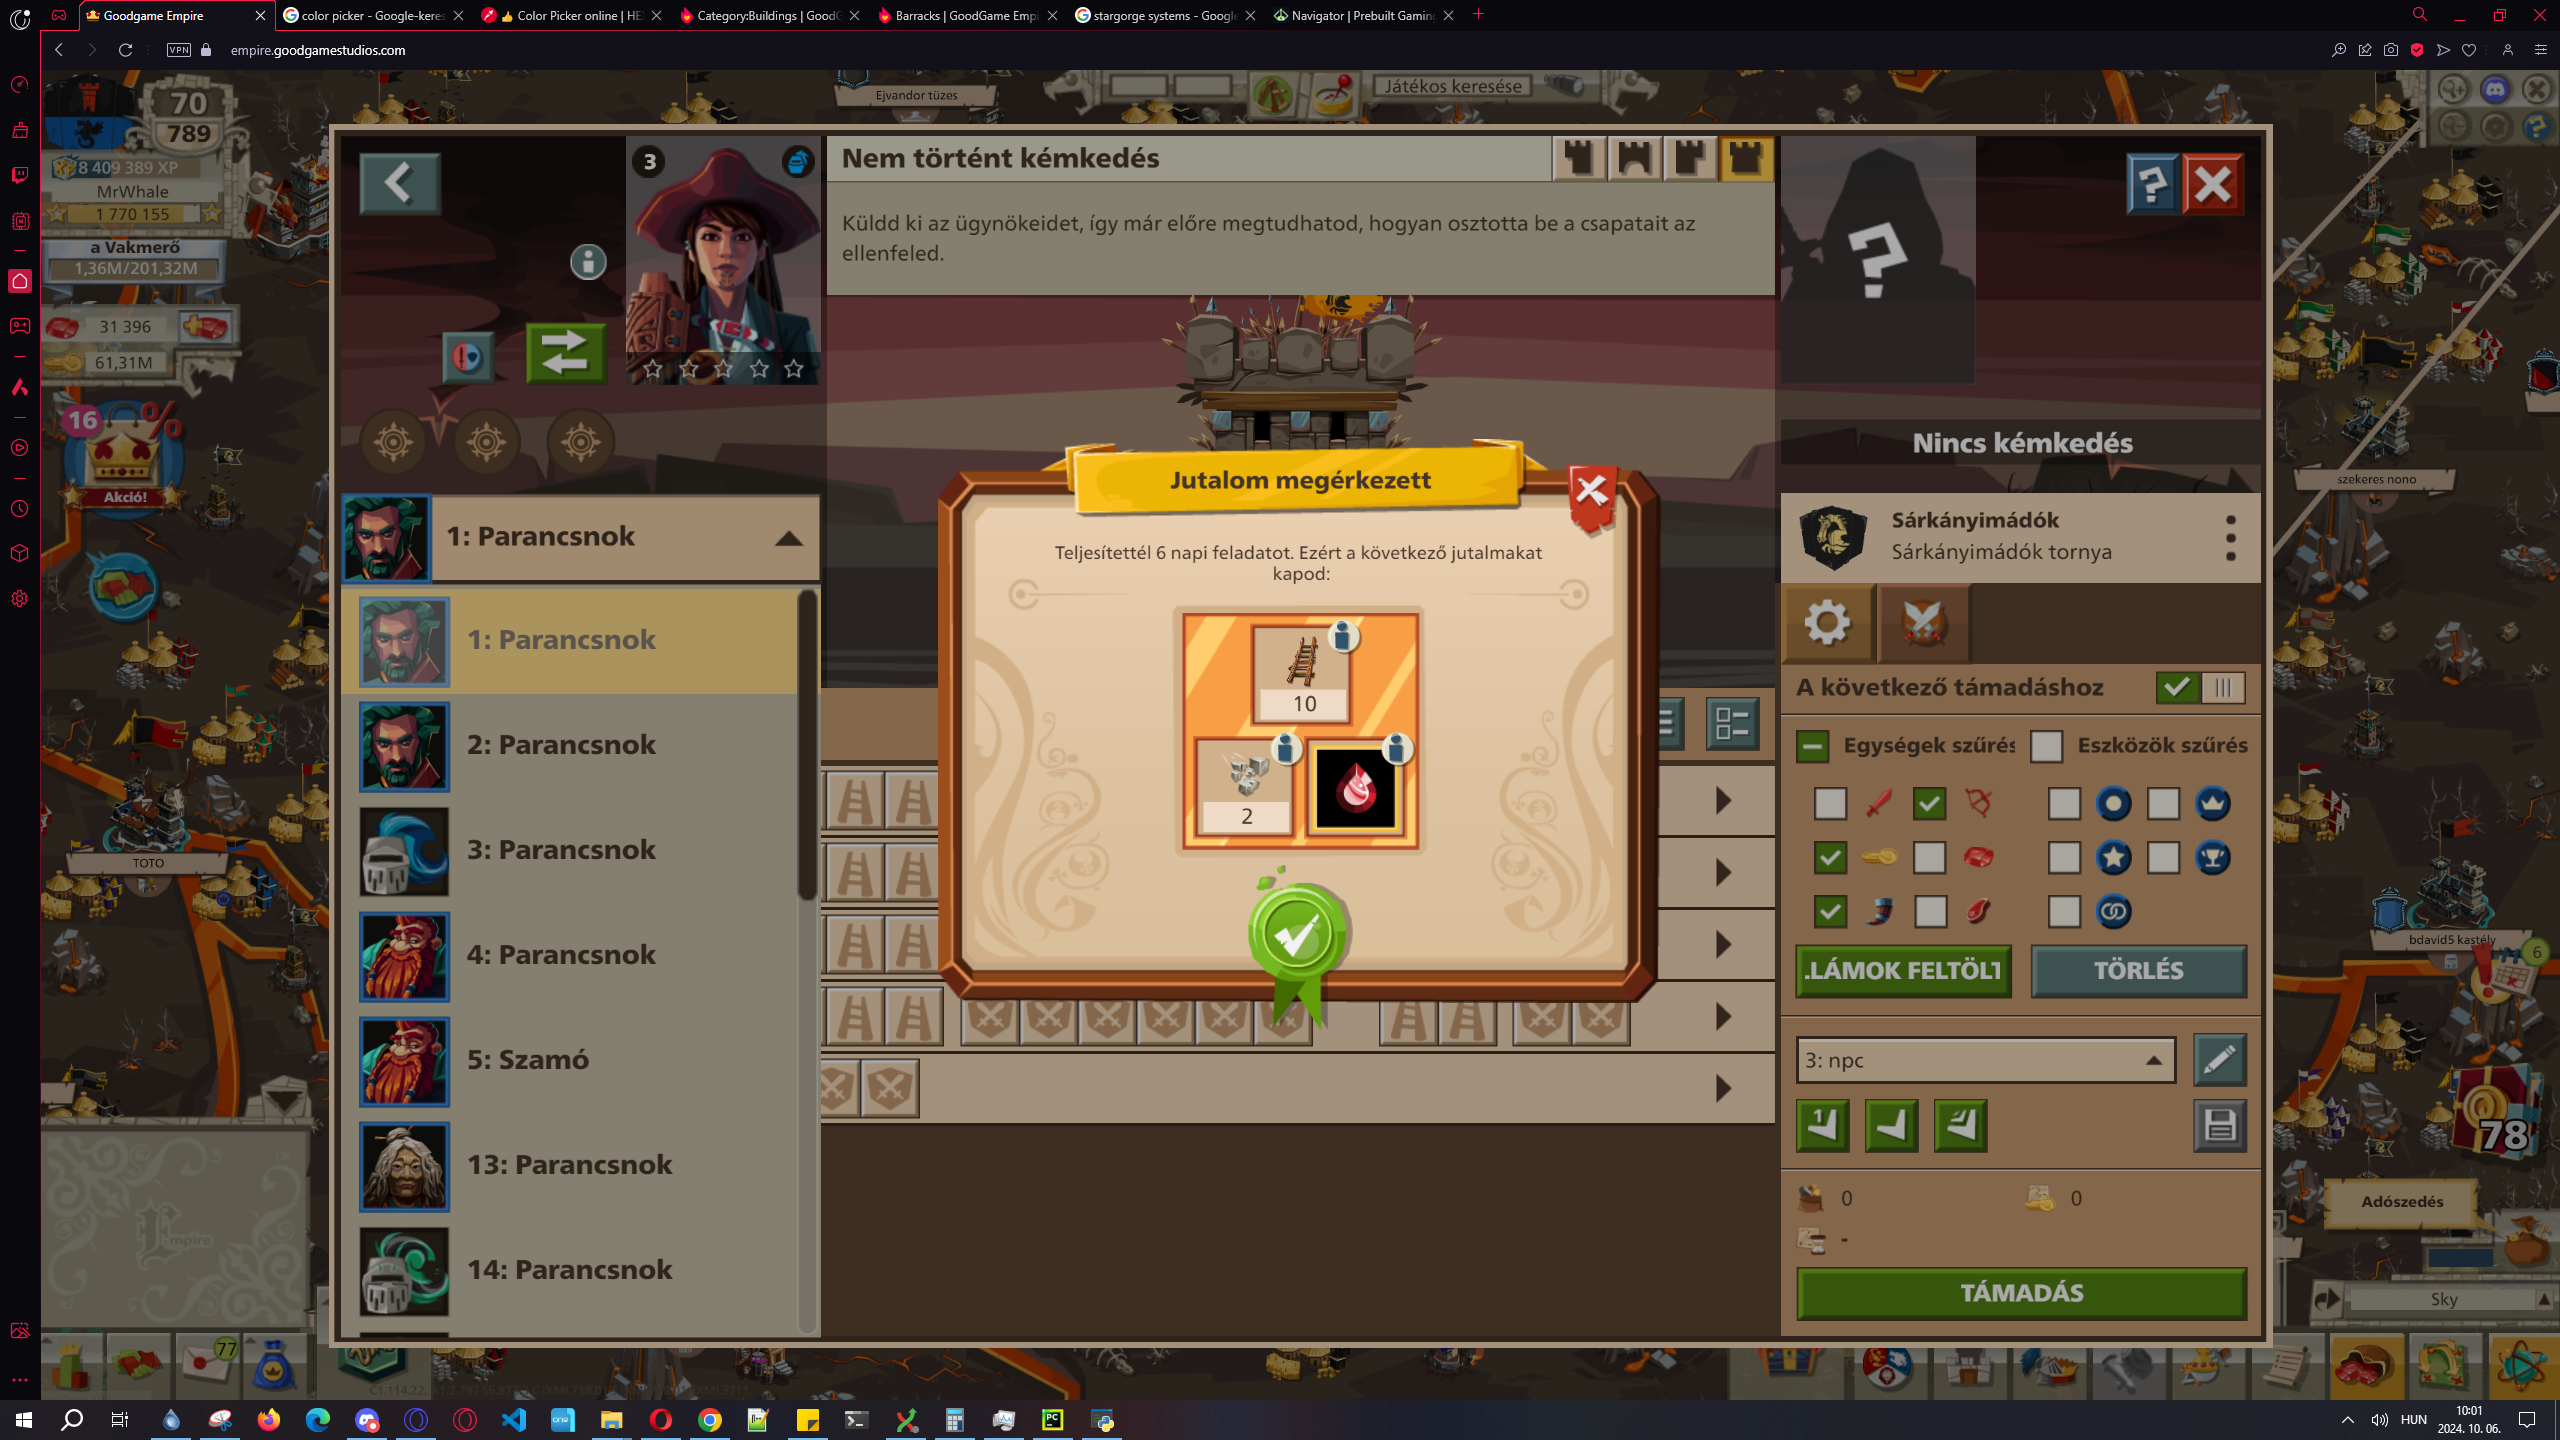 Goodgame Empire
color picker - Google-keres
Color Picker online | HE
Category:Buildings | GoodG
Barracks | GoodGame Empi
stargorge systems - Google
Navigator | Prebuilt Gaming
VPN
empire.goodgamestudios.com
70
789
8 409 389 XP
MrWhale
1 770 155
a Vakmerő
1,36M/201,32M
31 396
61,31M
16
%
Akció!
TOTO
Ejvandor tüzes
Játékos keresése
3
Nem történt kémkedés
Küldd ki az ügynökeidet, így már előre megtudhatod, hogyan osztotta be a csapatait az
ellenfeled.
1: Parancsnok
1: Parancsnok
2: Parancsnok
3: Parancsnok
4: Parancsnok
5: Szamó
13: Parancsnok
14: Parancsnok
Jutalom megérkezett
Teljesítettél 6 napi feladatot. Ezért a következő jutalmakat
kapod:
10
2
?
?
Nincs kémkedés
Sárkányimádók
Sárkányimádók tornya
A következő támadáshoz
Egységek szűrés
Eszközök szűrés
.LÁMOK FELTÖLT
TÖRLÉS
3: npc
1
0
0
-
TÁMADÁS
szekeres nono
bdavid5 kastély
6
78
Adószedés
Sky
Empire
77
10:01
HUN
2024. 10. 06.